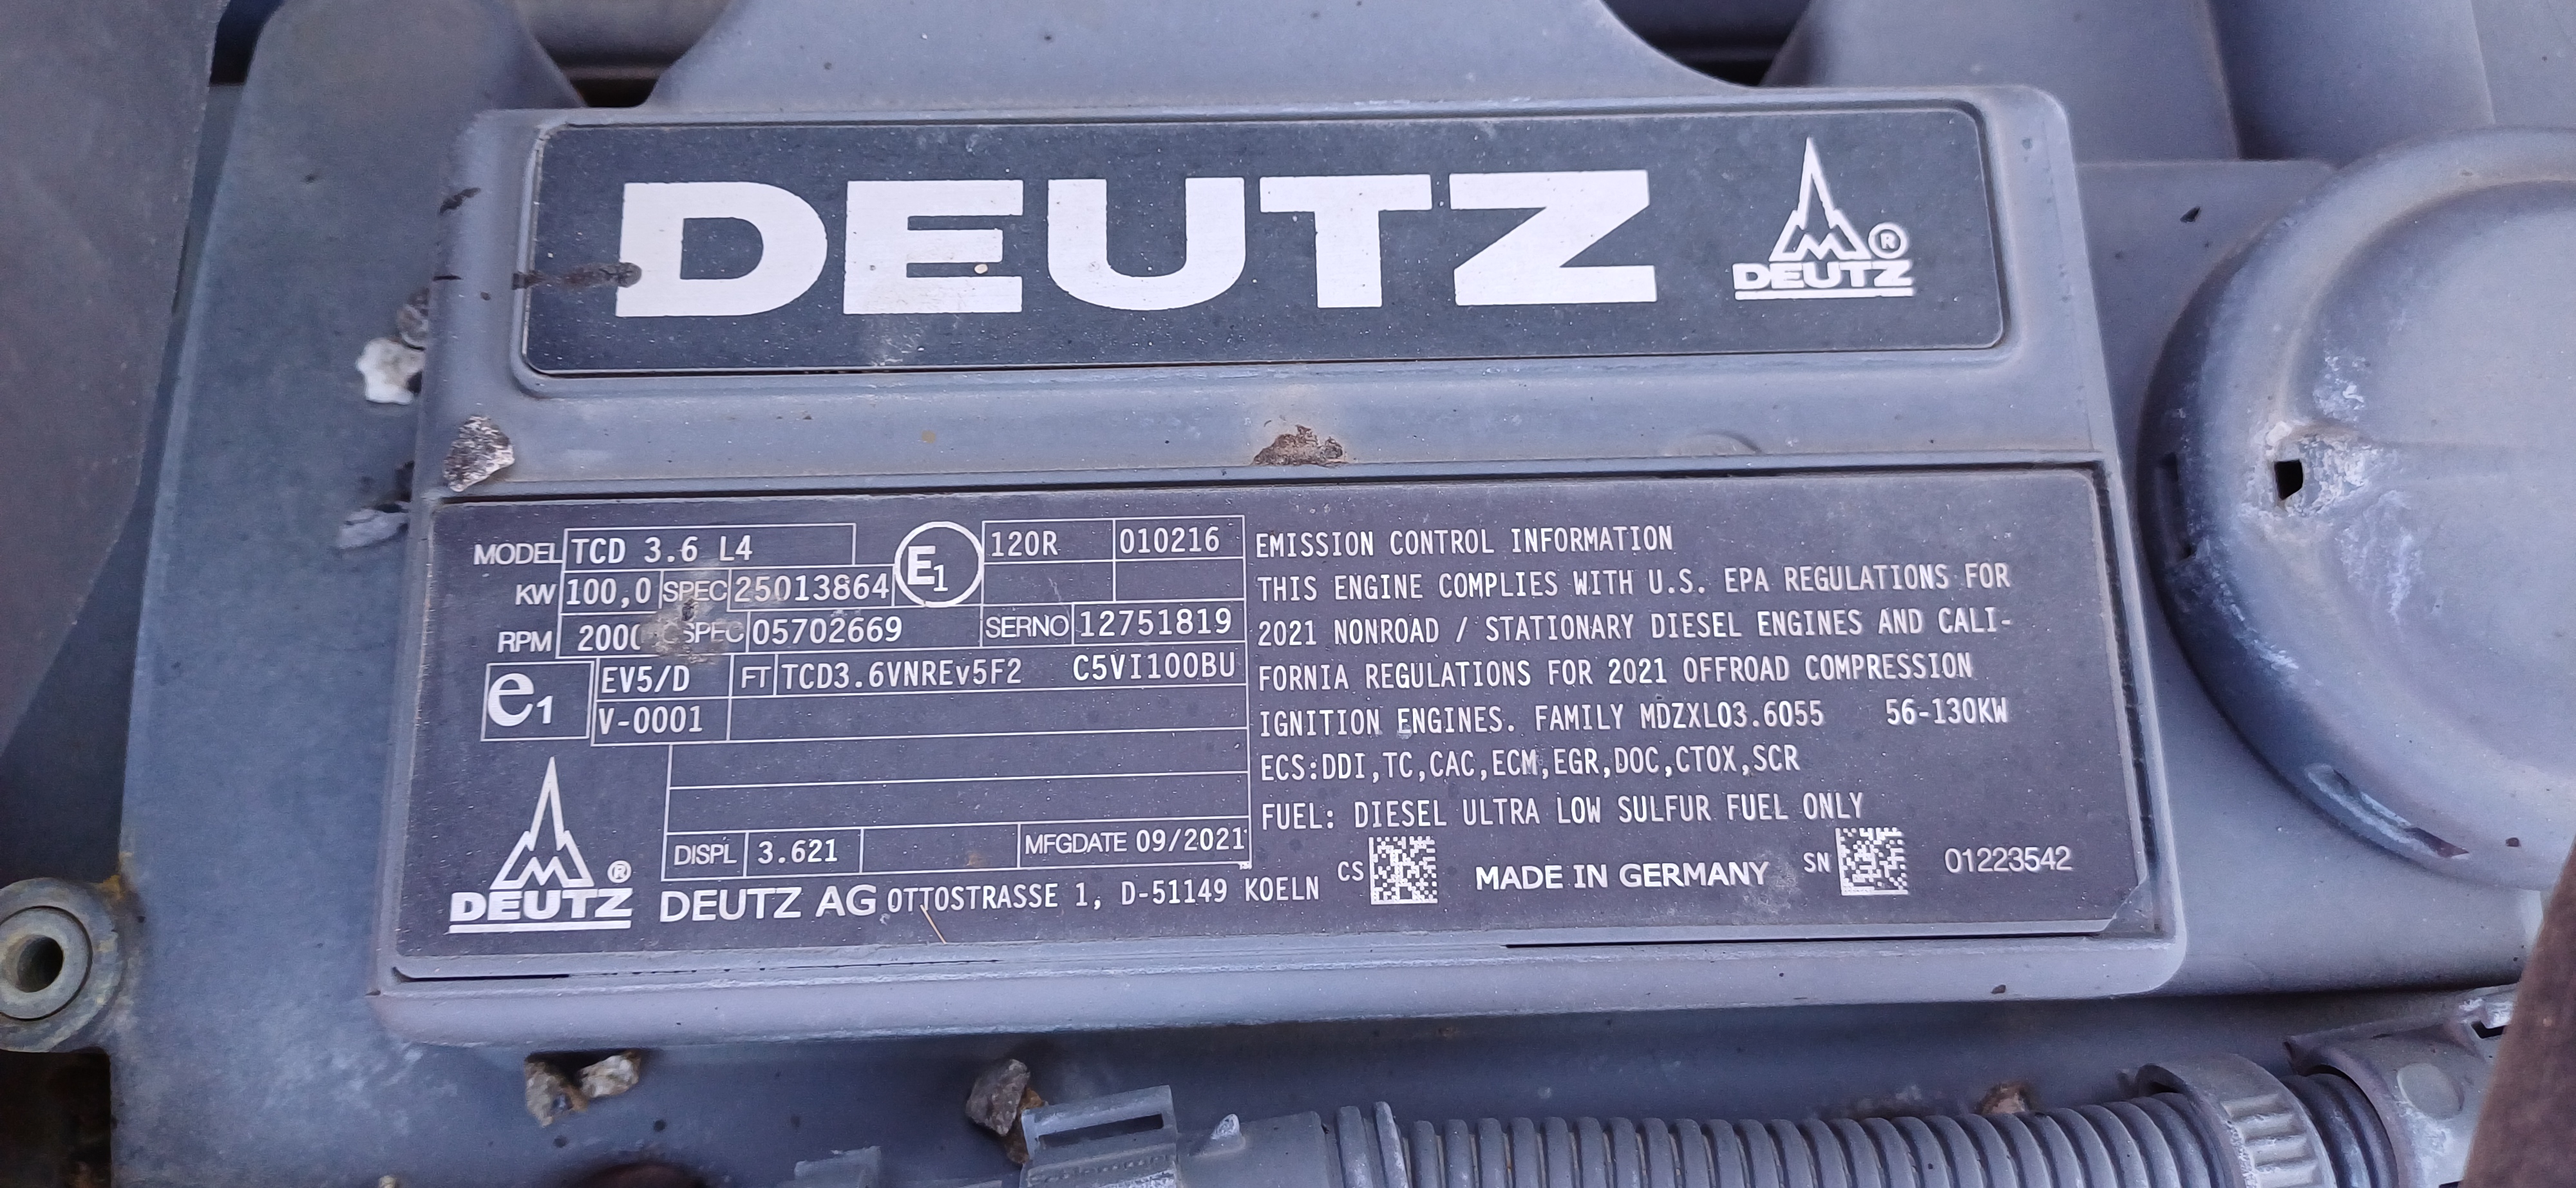 DEUTZ
DEUTZ ®
MODEL TCD 3.6 L4 E1 120R 010216
KW 100,0 SPEC 25013864
RPM 2000 CSPEC 05702669 SERNO 12751819
e1 EV5/D FT TCD3.6VNREv5F2 C5VI100BU
V-0001
DISPL 3.621 MFGDATE 09/2021
DEUTZ ®
DEUTZ AG OTTOSTRASSE 1, D-51149 KOELN
EMISSION CONTROL INFORMATION
THIS ENGINE COMPLIES WITH U.S. EPA REGULATIONS FOR
2021 NONROAD / STATIONARY DIESEL ENGINES AND CALI-
FORNIA REGULATIONS FOR 2021 OFFROAD COMPRESSION
IGNITION ENGINES. FAMILY MDZXL03.6055 56-130KW
ECS:DDI,TC,CAC,ECM,EGR,DOC,CTOX,SCR
FUEL: DIESEL ULTRA LOW SULFUR FUEL ONLY
CS MADE IN GERMANY SN 01223542